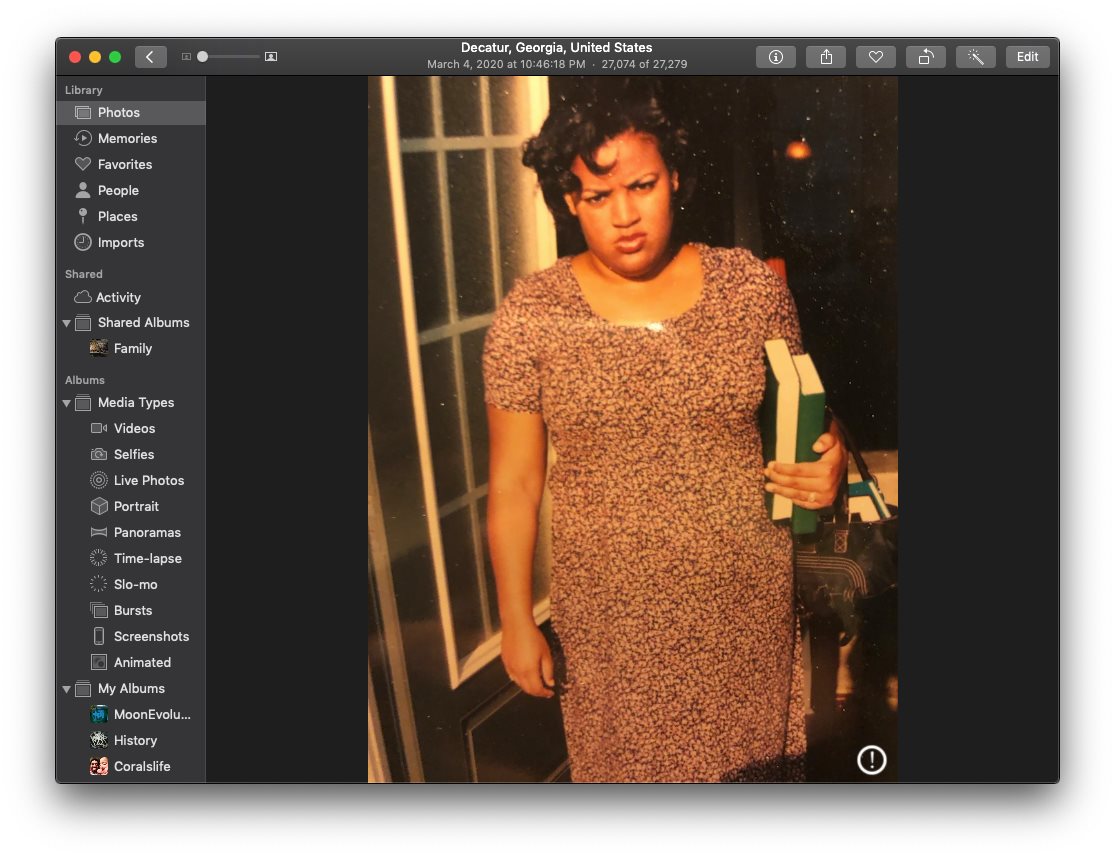 Decatur, Georgia, United States
March 4, 2020 at 10:46:18 PM · 27,074 of 27,279
Edit
Library
Photos
Memories
Favorites
People
Places
Imports
Shared
Activity
Shared Albums
Family
Albums
Media Types
Videos
Selfies
Live Photos
Portrait
Panoramas
Time-lapse
Slo-mo
Bursts
Screenshots
Animated
My Albums
MoonEvolu...
History
Coralslife